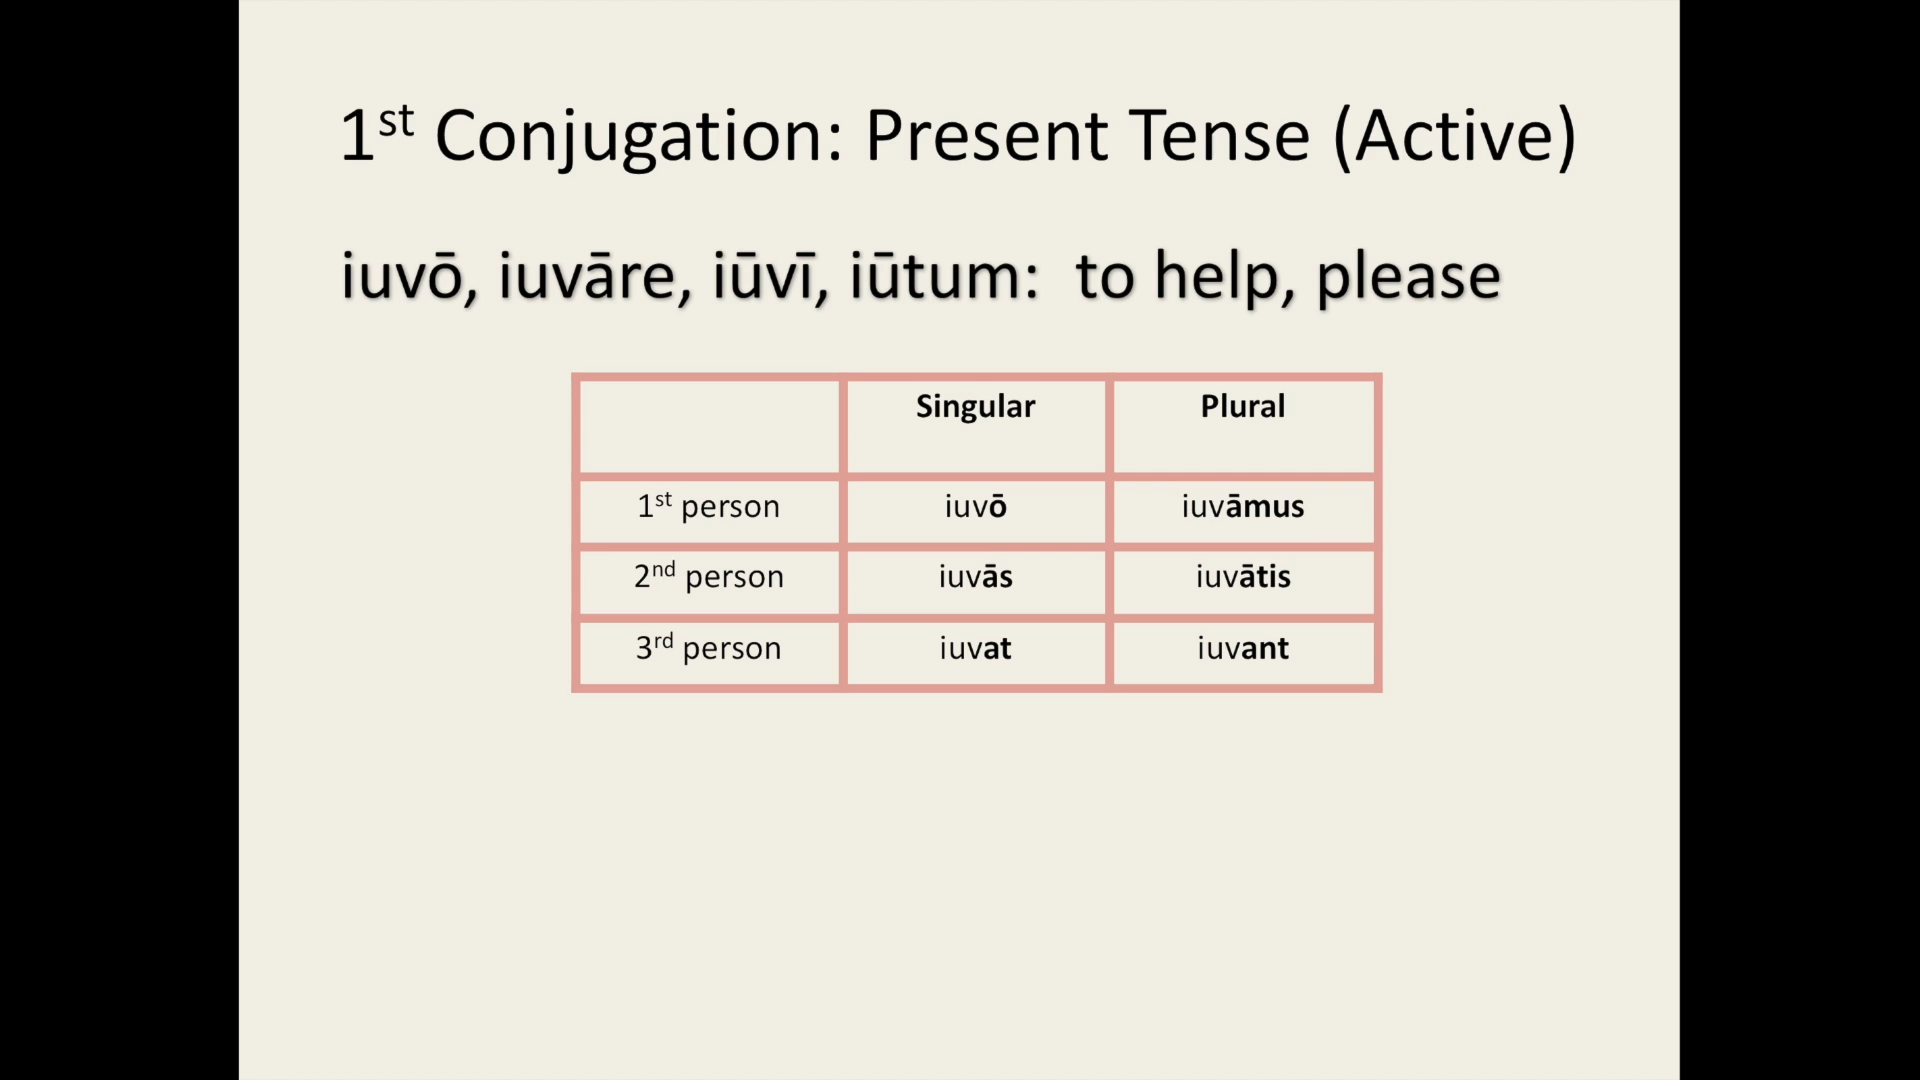 1st Conjugation: Present Tense (Active)
iuvō, iuvāre, iūvī, iūtum: to help, please
Singular Plural
1st person iuvō iuvāmus
2nd person iuvās iuvātis
3rd person iuvat iuvant